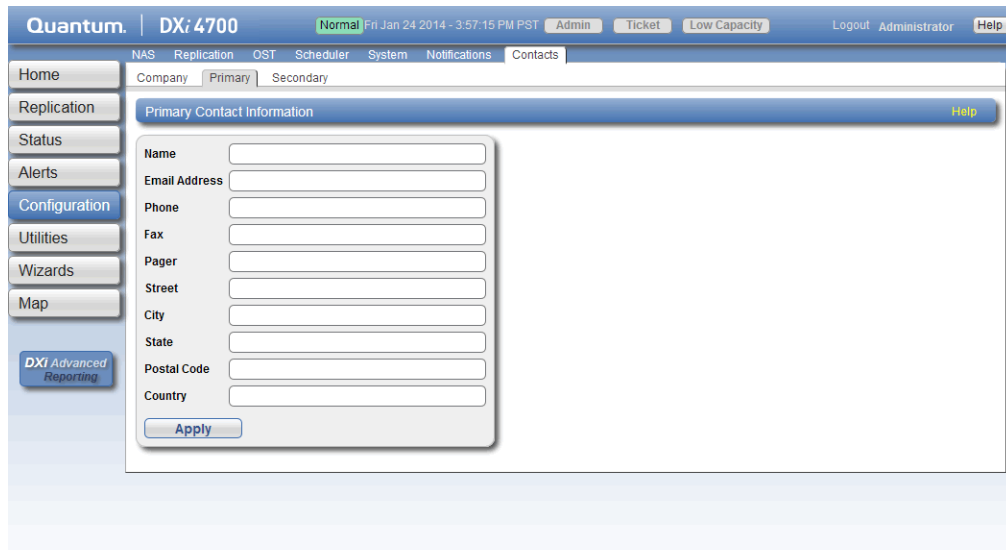 Quantum. | DXi 4700 Normal Fri Jan 24 2014 - 3:57:15 PM PST Admin Ticket Low Capacity Logout Administrator Help
NAS Replication OST Scheduler System Notifications Contacts
Company Primary Secondary
Home
Replication
Status
Alerts
Configuration
Utilities
Wizards
Map
DXi Advanced
Reporting
Primary Contact Information Help
Name
Email Address
Phone
Fax
Pager
Street
City
State
Postal Code
Country
Apply